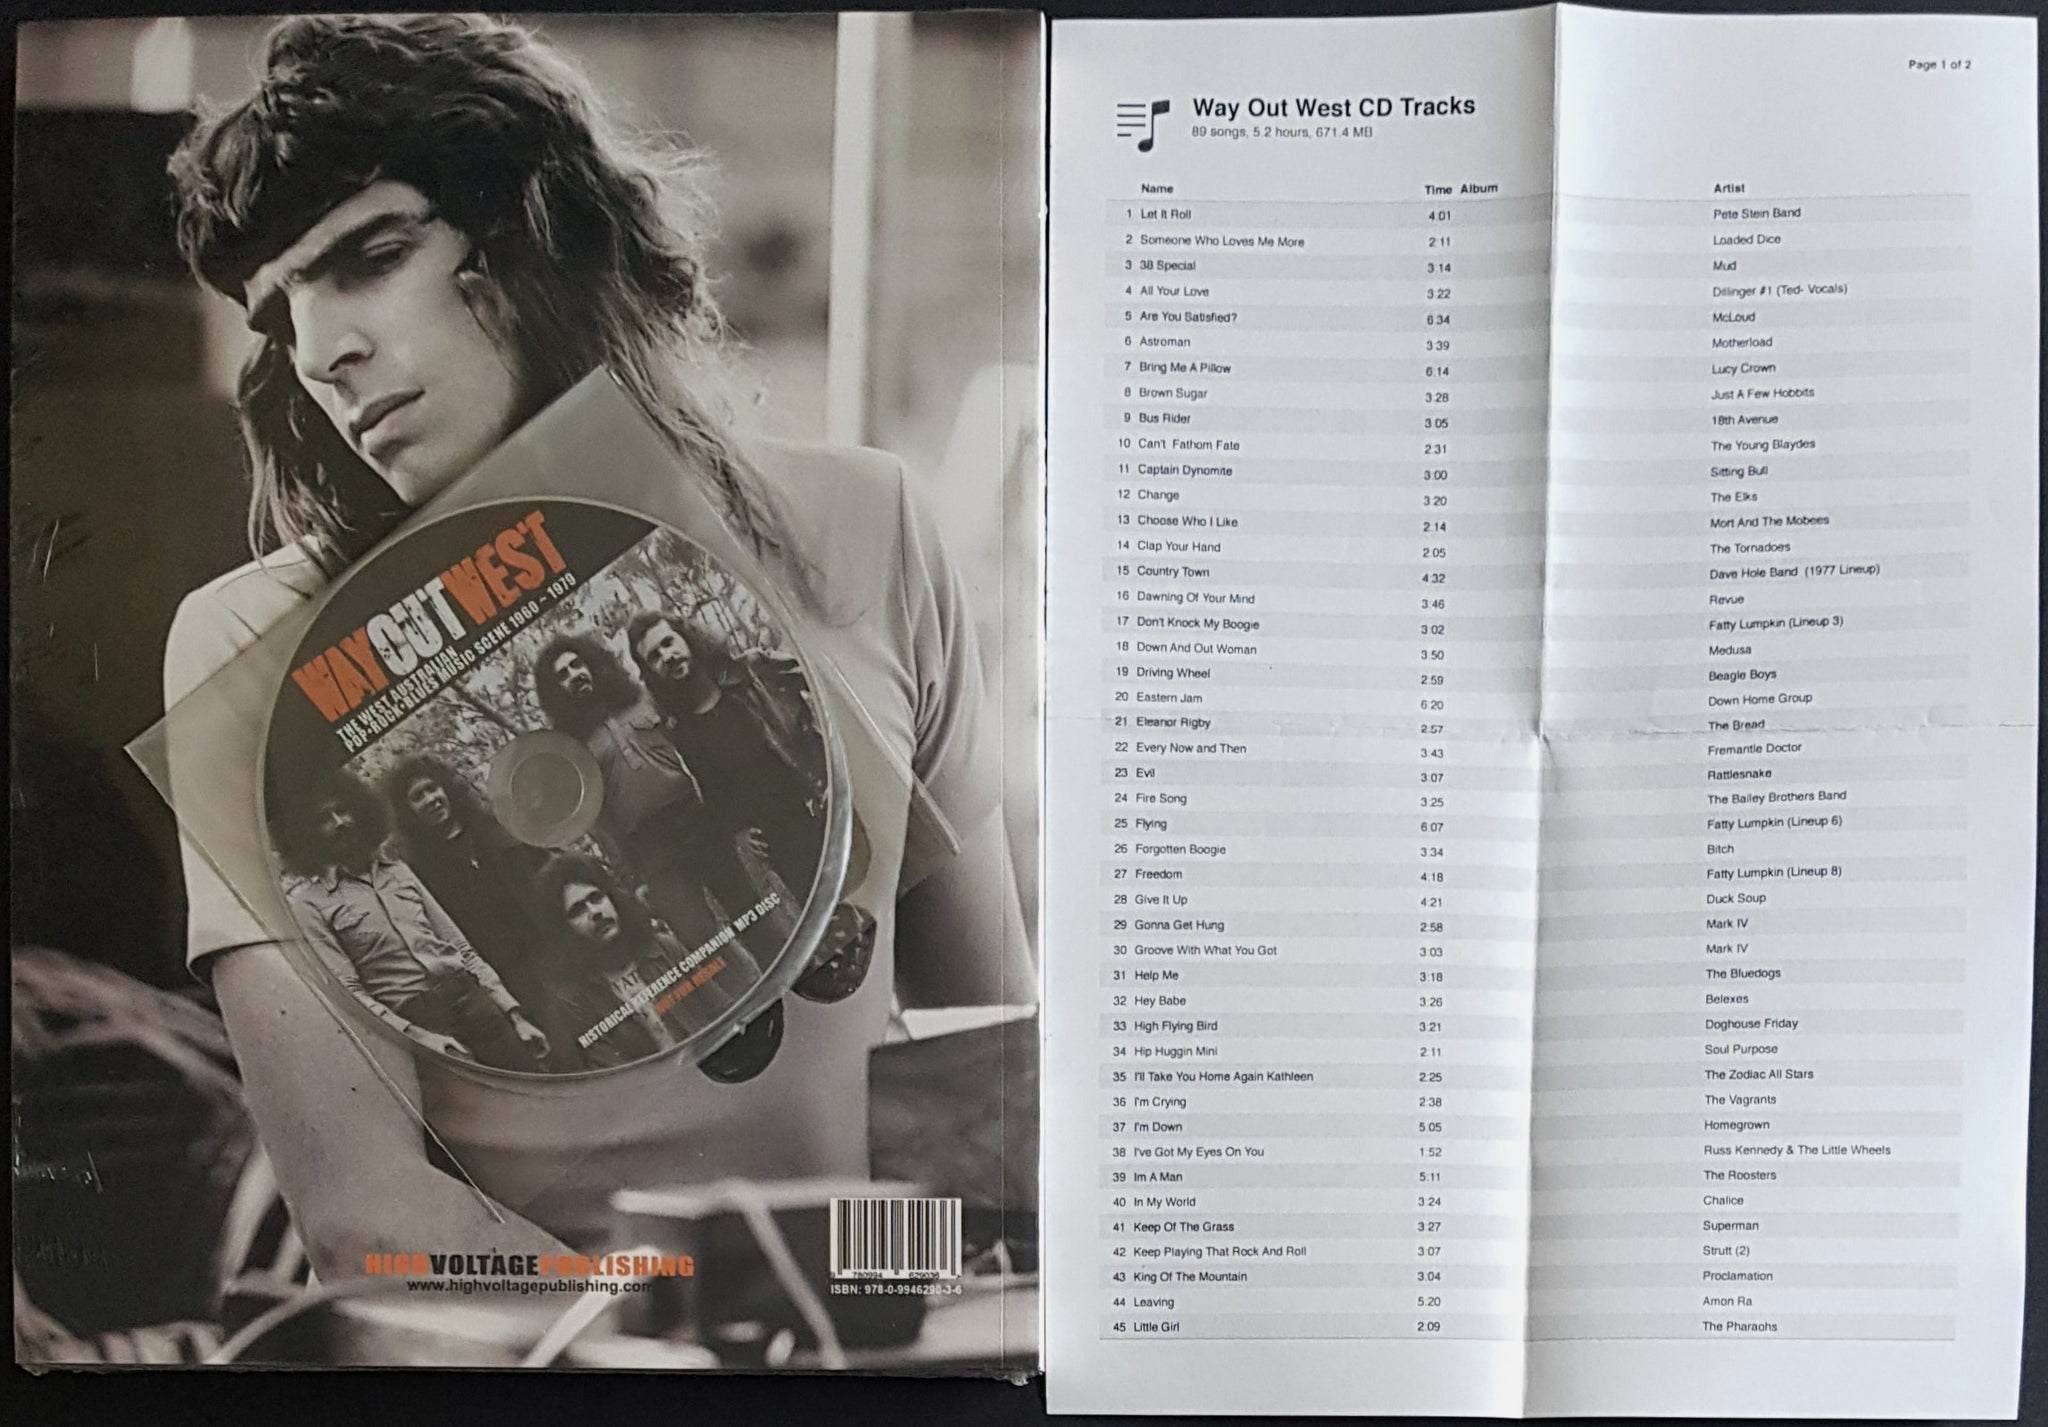 WAYOUTWEST
THE WEST AUSTRALIAN
POP•ROCK•BLUES MUSIC SCENE 1960 – 1979
HISTORICAL REFERENCE COMPANION MP3 DISC
NOT FOR RESALE
HIGHVOLTAGEPUBLISHING
www.highvoltagepublishing.com
9 780994 629036
ISBN: 978-0-9946290-3-6
Page 1 of 2
Way Out West CD Tracks
89 songs, 5.2 hours, 671.4 MB
Name Time Album Artist
1 Let It Roll 4:01 Pete Stein Band
2 Someone Who Loves Me More 2:11 Loaded Dice
3 38 Special 3:14 Mud
4 All Your Love 3:22 Dillinger #1 (Ted- Vocals)
5 Are You Satisfied? 6:34 McLoud
6 Astroman 3:39 Motherload
7 Bring Me A Pillow 6:14 Lucy Crown
8 Brown Sugar 3:28 Just A Few Hobbits
9 Bus Rider 3:05 18th Avenue
10 Can't Fathom Fate 2:31 The Young Blaydes
11 Captain Dynomite 3:00 Sitting Bull
12 Change 3:20 The Elks
13 Choose Who I Like 2:14 Mort And The Mobees
14 Clap Your Hand 2:05 The Tornadoes
15 Country Town 4:32 Dave Hole Band (1977 Lineup)
16 Dawning Of Your Mind 3:46 Revue
17 Don't Knock My Boogie 3:02 Fatty Lumpkin (Lineup 3)
18 Down And Out Woman 3:50 Medusa
19 Driving Wheel 2:59 Beagle Boys
20 Eastern Jam 6:20 Down Home Group
21 Eleanor Rigby 2:57 The Bread
22 Every Now and Then 3:43 Fremantle Doctor
23 Evil 3:07 Rattlesnake
24 Fire Song 3:25 The Bailey Brothers Band
25 Flying 6:07 Fatty Lumpkin (Lineup 6)
26 Forgotten Boogie 3:34 Bitch
27 Freedom 4:18 Fatty Lumpkin (Lineup 8)
28 Give It Up 4:21 Duck Soup
29 Gonna Get Hung 2:58 Mark IV
30 Groove With What You Got 3:03 Mark IV
31 Help Me 3:18 The Bluedogs
32 Hey Babe 3:26 Belexes
33 High Flying Bird 3:21 Doghouse Friday
34 Hip Huggin Mini 2:11 Soul Purpose
35 I'll Take You Home Again Kathleen 2:25 The Zodiac All Stars
36 I'm Crying 2:38 The Vagrants
37 I'm Down 5:05 Homegrown
38 I've Got My Eyes On You 1:52 Russ Kennedy & The Little Wheels
39 Im A Man 5:11 The Roosters
40 In My World 3:24 Chalice
41 Keep Of The Grass 3:27 Superman
42 Keep Playing That Rock And Roll 3:07 Strutt (2)
43 King Of The Mountain 3:04 Proclamation
44 Leaving 5:20 Amon Ra
45 Little Girl 2:09 The Pharaohs